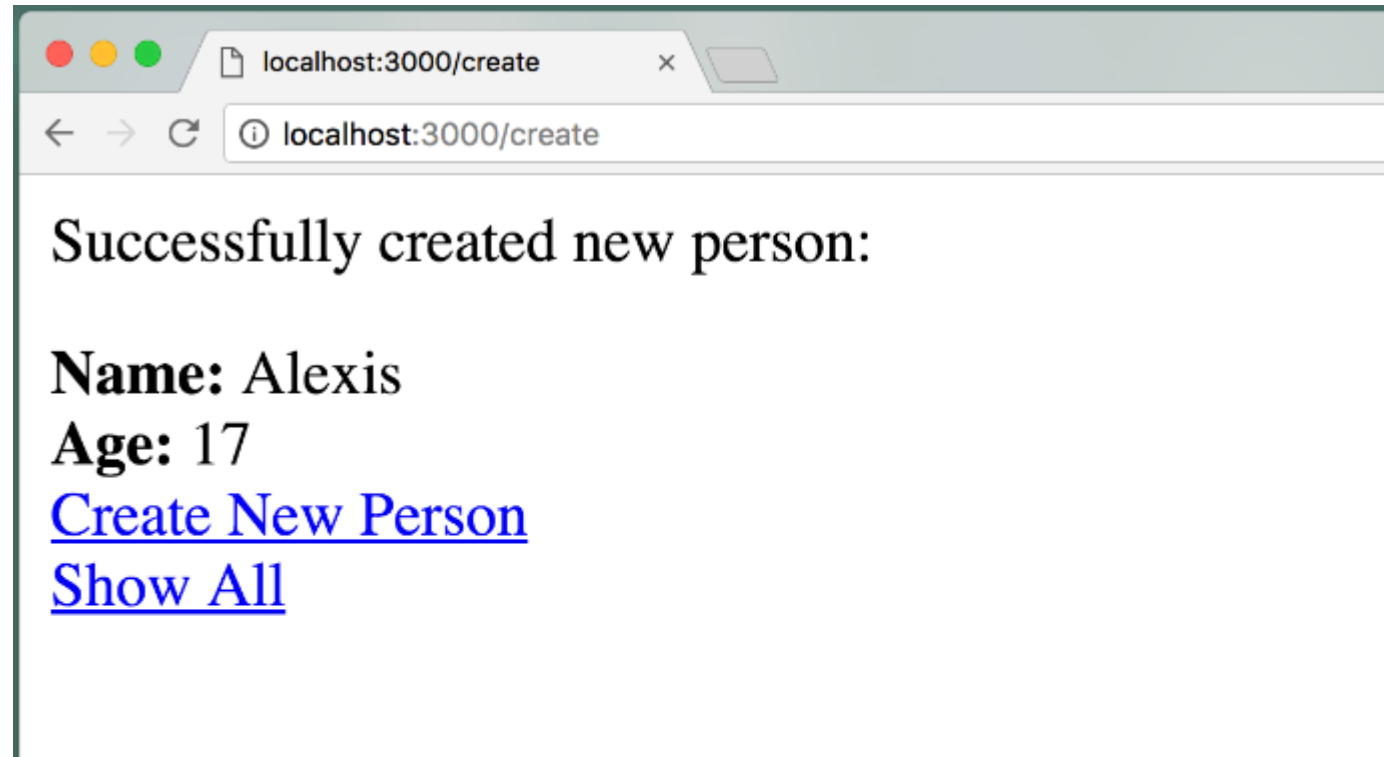 localhost:3000/create
localhost:3000/create
Successfully created new person:
Name: Alexis
Age: 17
Create New Person
Show All